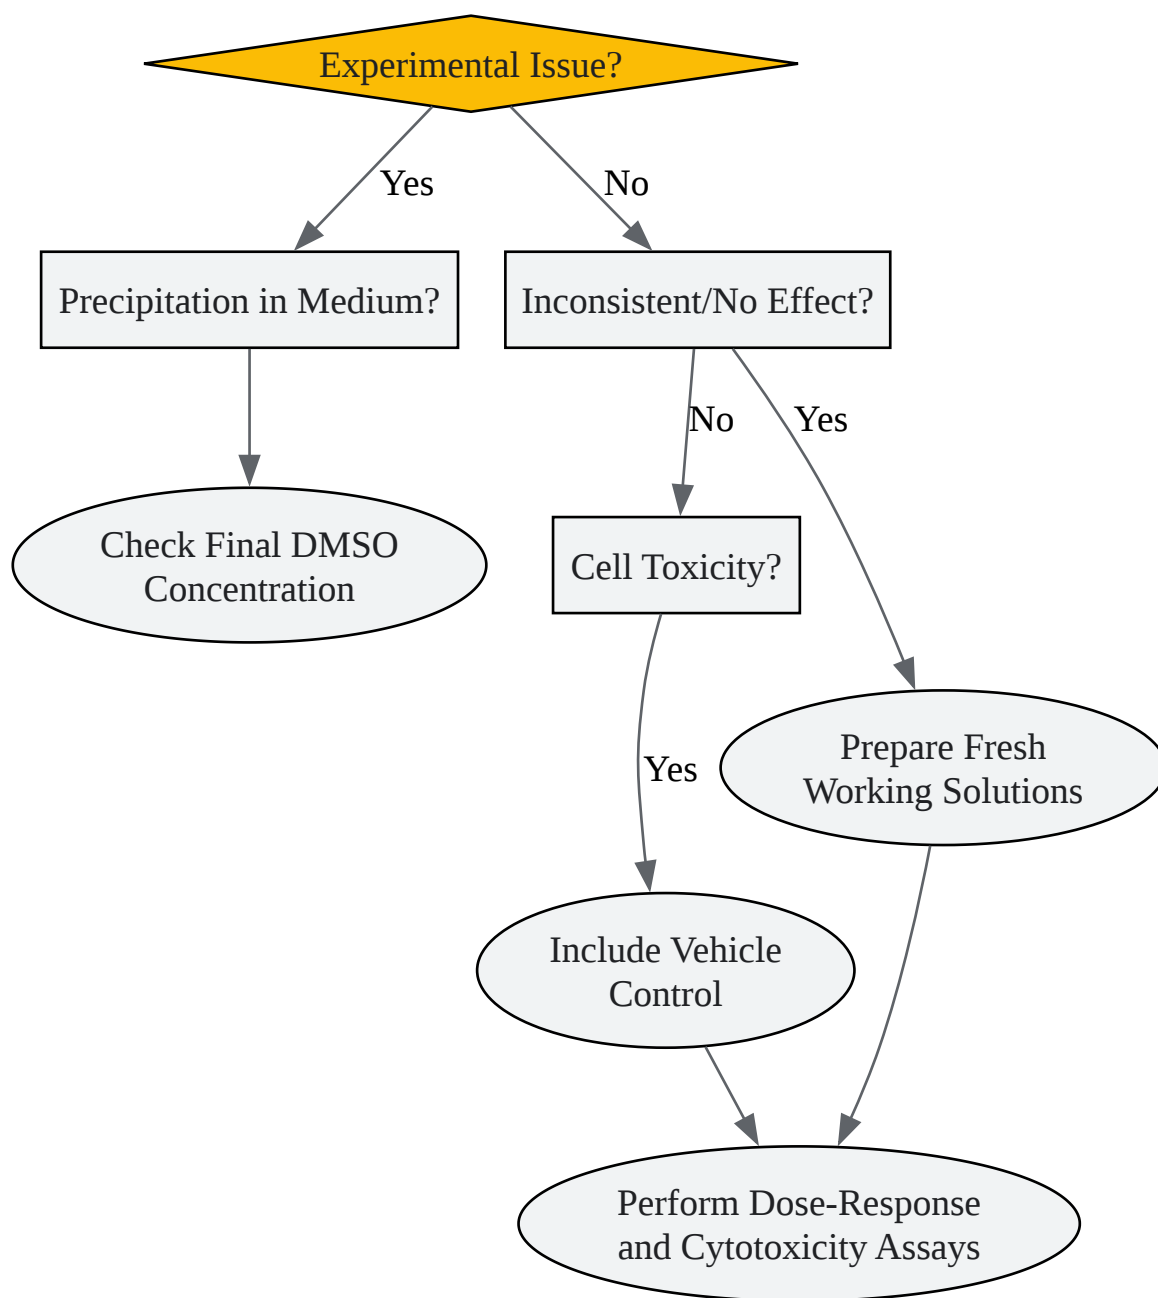 Experimental Issue?
Yes
No
Precipitation in Medium?
Inconsistent/No Effect?
No
Yes
Check Final DMSO
Concentration
Cell Toxicity?
Yes
Prepare Fresh
Working Solutions
Include Vehicle
Control
Perform Dose-Response
and Cytotoxicity Assays